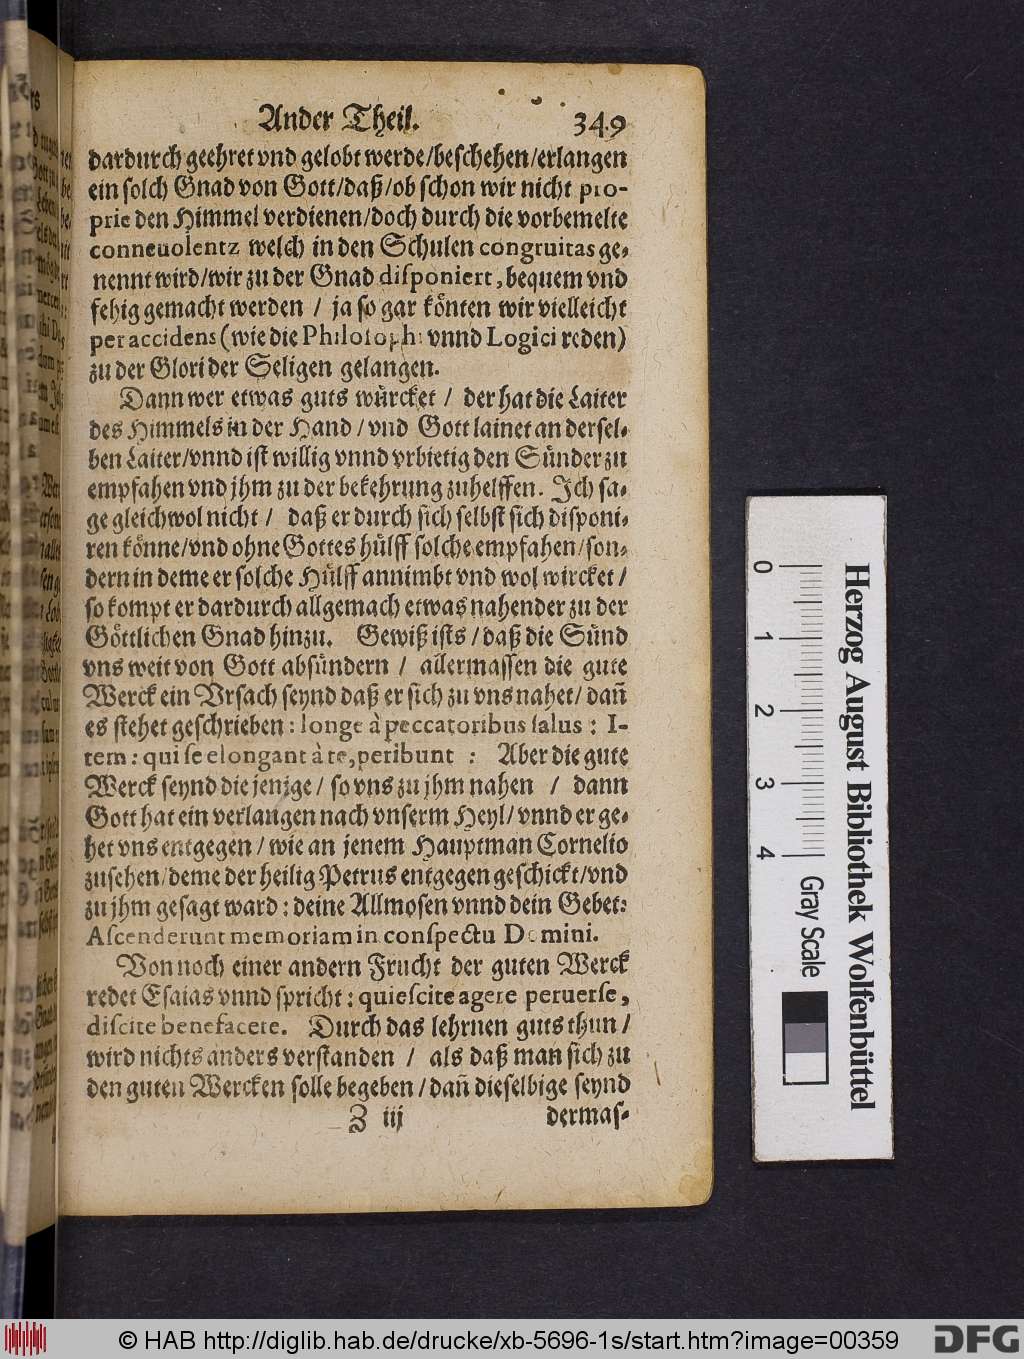 Ander Theil. 349
dardurch geehret vnd gelobt werde/beschehen/erlangen
ein solch Gnad von Gott/daß/ob schon wir nicht pro-
prie den Himmel verdienen/doch durch die vorbemelte
conneuolentz welch in den Schulen congruitas ge-
nennt wird/wir zu der Gnad disponiert, bequem vnd
fehig gemacht werden / ja so gar könten wir vielleicht
per accidens (wie die Philosophi vnnd Logici reden)
zu der Glori der Seligen gelangen.
Dann wer etwas guts würcket / der hat die Laiter
des Himmels in der Hand / vnd Gott lainet an dersel-
ben Laiter/vnnd ist willig vnnd vrbietig den Sünder zu
empfahen vnd jhm zu der bekehrung zuhelffen. Ich sa-
ge gleichwol nicht / daß er durch sich selbst sich disponi-
ren könne/vnd ohne Gottes hülff solche empfahen/son-
dern in deme er solche Hülff annimbt vnd wol wircket /
so kompt er dardurch allgemach etwas nahender zu der
Göttlichen Gnad hinzu. Gewiß ists / daß die Sünd
vns weit von Gott absündern / allermassen die gute
Werck ein Vrsach seynd daß er sich zu vns nahet/ dañ
es stehet geschrieben: longe à peccatoribus salus: I-
tem: qui se elongant à te, peribunt : Aber die gute
Werck seynd die jenige / so vns zu jhm nahen / dann
Gott hat ein verlangen nach vnserm Heyl/ vnnd er ge-
het vns entgegen / wie an jenem Hauptman Cornelio
zusehen/deme der heilig Petrus entgegen geschickt/vnd
zu jhm gesagt ward: deine Allmosen vnnd dein Gebet:
Ascenderunt memoriam in conspectu Domini.
Von noch einer andern Frucht der guten Werck
redet Esaias vnnd spricht: quiescite agere peruerse,
discite benefacere. Durch das lehrnen guts thun /
wird nichts anders verstanden / als daß man sich zu
den guten Wercken solle begeben / dañ dieselbige seynd
Z iij dermas-
0 1 2 3 4
Herzog August Bibliothek Wolfenbüttel
Gray Scale
© HAB http://diglib.hab.de/drucke/xb-5696-1s/start.htm?image=00359
DFG